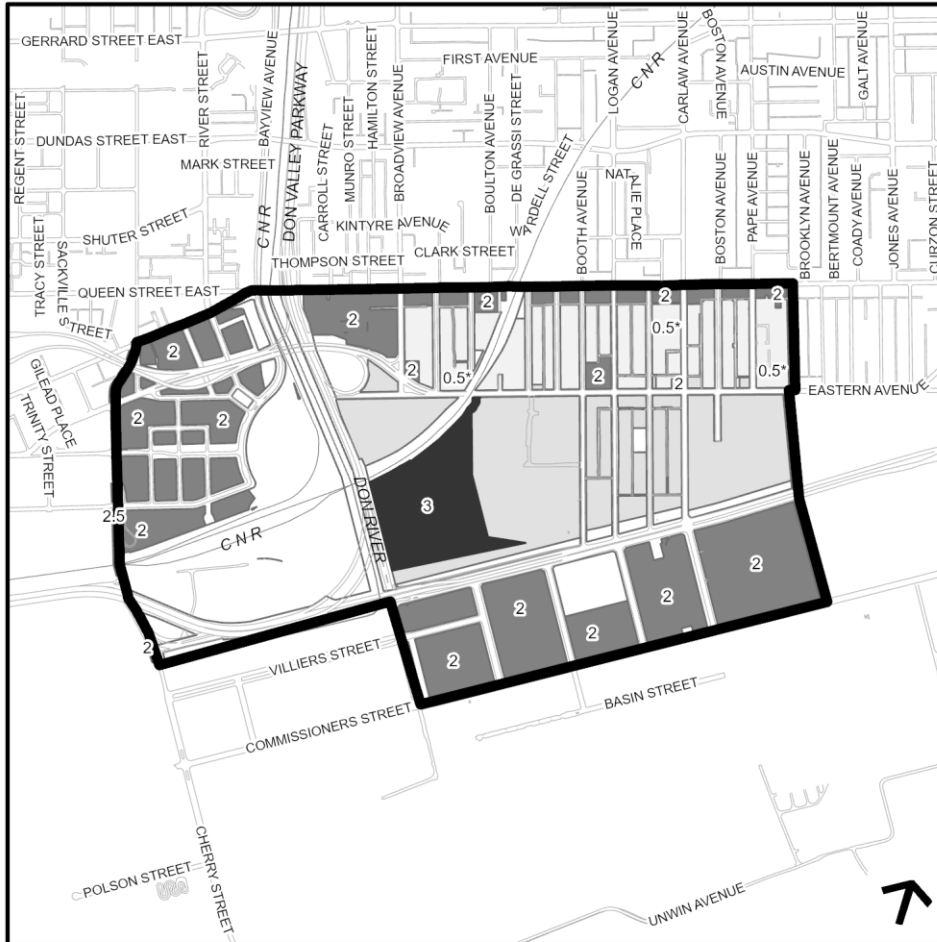 GERRARD STREET EAST
REGENT STREET
RIVER STREET
BAYVIEW AVENUE
DON VALLEY PARKWAY
CARROLL STREET
MUNRO STREET
HAMILTON STREET
BROADVIEW AVENUE
FIRST AVENUE
BOULTON AVENUE
DE GRASSI STREET
LOGAN AVENUE
C N R
CARLAW AVENUE
BOSTON AVENUE
AUSTIN AVENUE
GALT AVENUE
DUNDAS STREET EAST
MARK STREET
SHUTER STREET
C N R
KINTYRE AVENUE
CLARK STREET
THOMPSON STREET
WARDELL STREET
BOOTH AVENUE
NATALIE PLACE
BOSTON AVENUE
PAPE AVENUE
BROOKLYN AVENUE
BERTMOUNT AVENUE
COADY AVENUE
JONES AVENUE
CURZON STREET
TRACY STREET
SACKVILLE STREET
QUEEN STREET EAST
GILEAD PLACE
TRINITY STREET
2
2
2
2
2
2
0.5*
2
0.5*
2
2
0.5*
EASTERN AVENUE
2
2
2.5
2
C N R
DON RIVER
3
2
2
2
2
2
2
VILLIERS STREET
COMMISSIONERS STREET
BASIN STREET
CHERRY STREET
POLSON STREET
UNWIN AVENUE